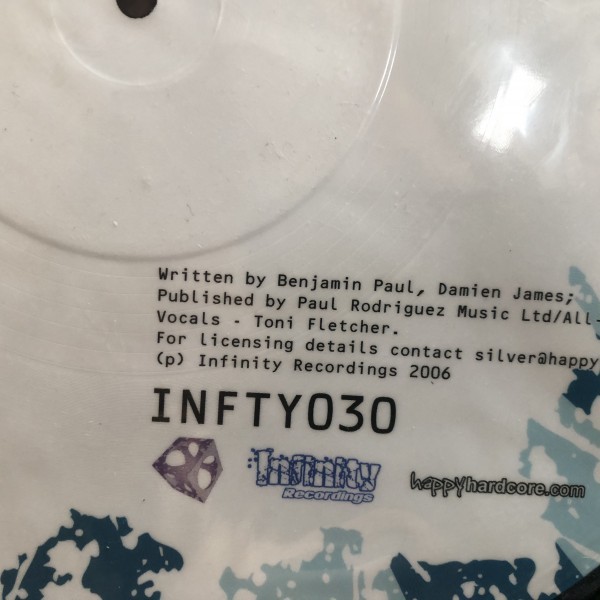 Written by Benjamin Paul, Damien James;
Published by Paul Rodriguez Music Ltd/All-
Vocals - Toni Fletcher.
For licensing details contact silver@happy
(p) Infinity Recordings 2006
INFTY030
Infinity
Recordings
happyhardcore.com